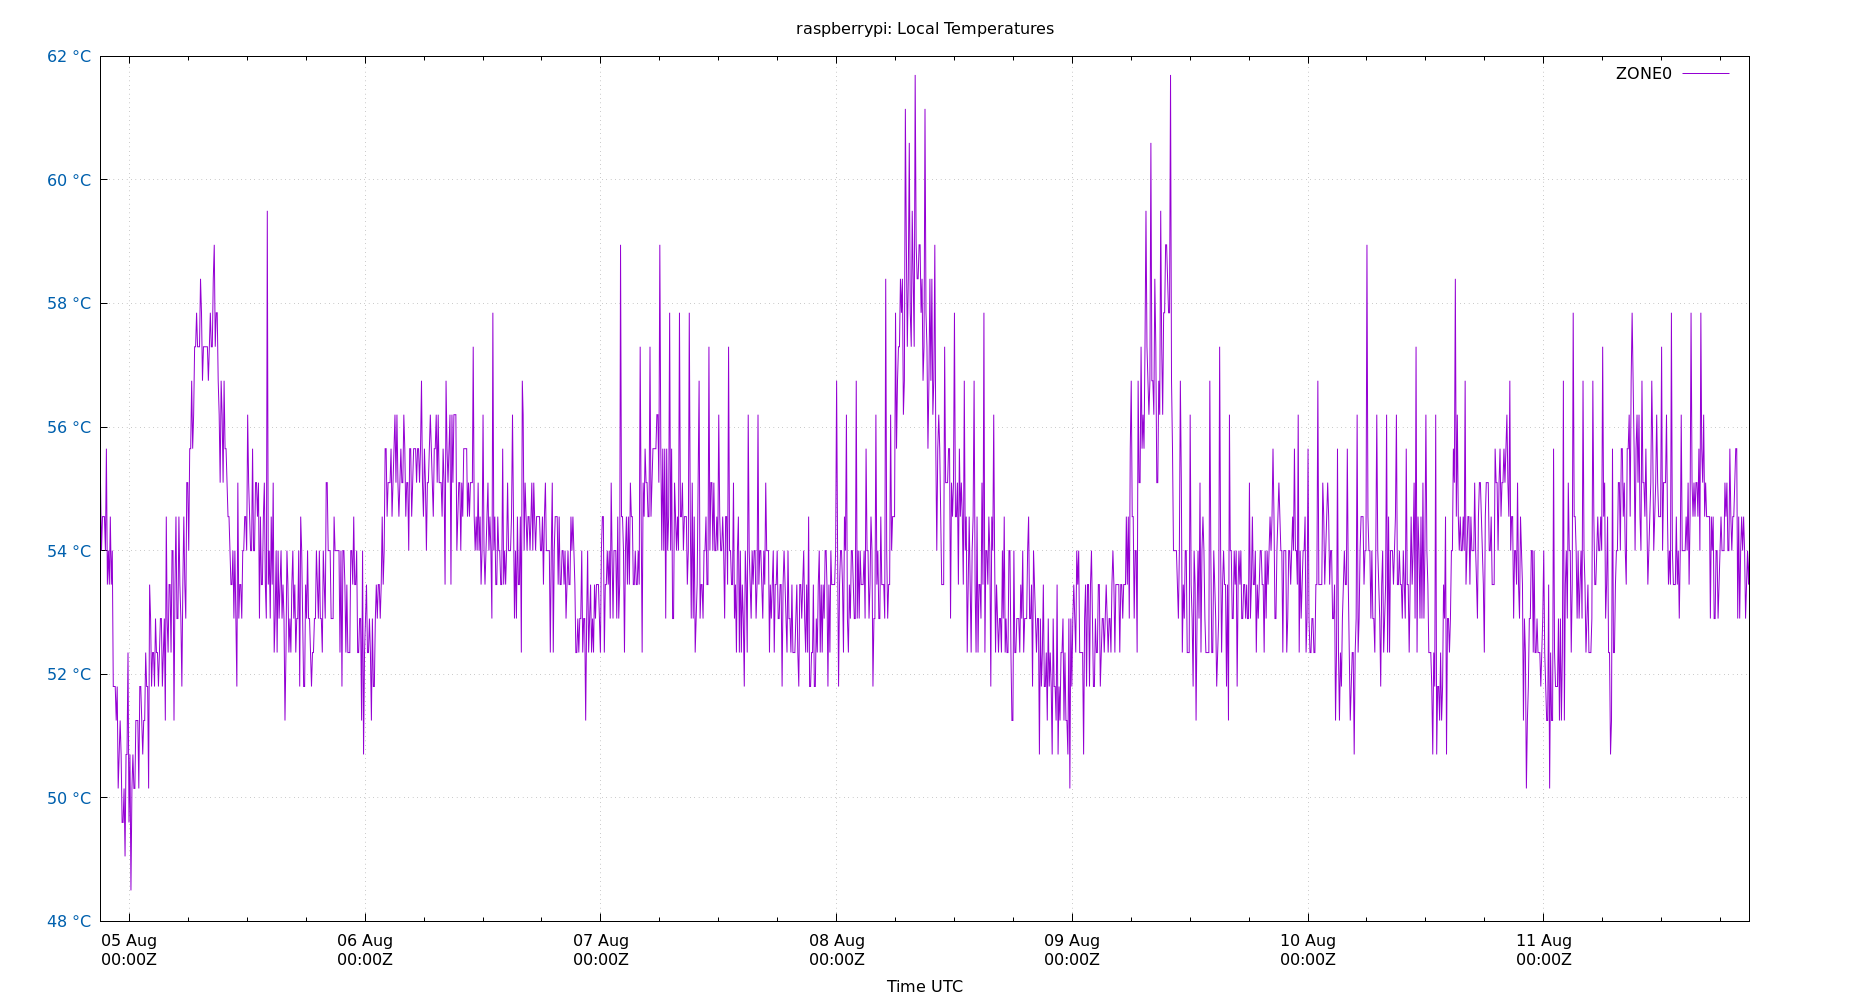 raspberrypi: Local Temperatures
ZONE0
62 °C
60 °C
58 °C
56 °C
54 °C
52 °C
50 °C
48 °C
05 Aug 06 Aug 07 Aug 08 Aug 09 Aug 10 Aug 11 Aug
00:00Z 00:00Z 00:00Z 00:00Z 00:00Z 00:00Z 00:00Z
Time UTC